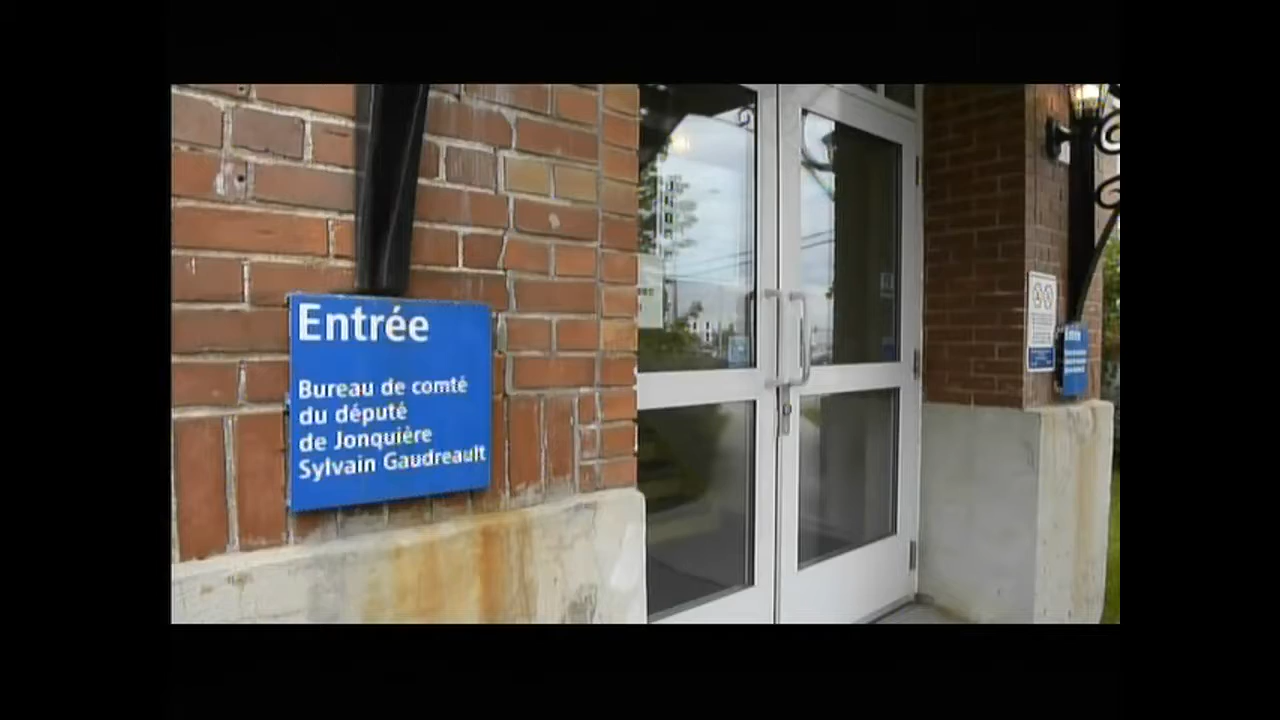 Entrée
Bureau de comté
du député
de Jonquière
Sylvain Gaudreault